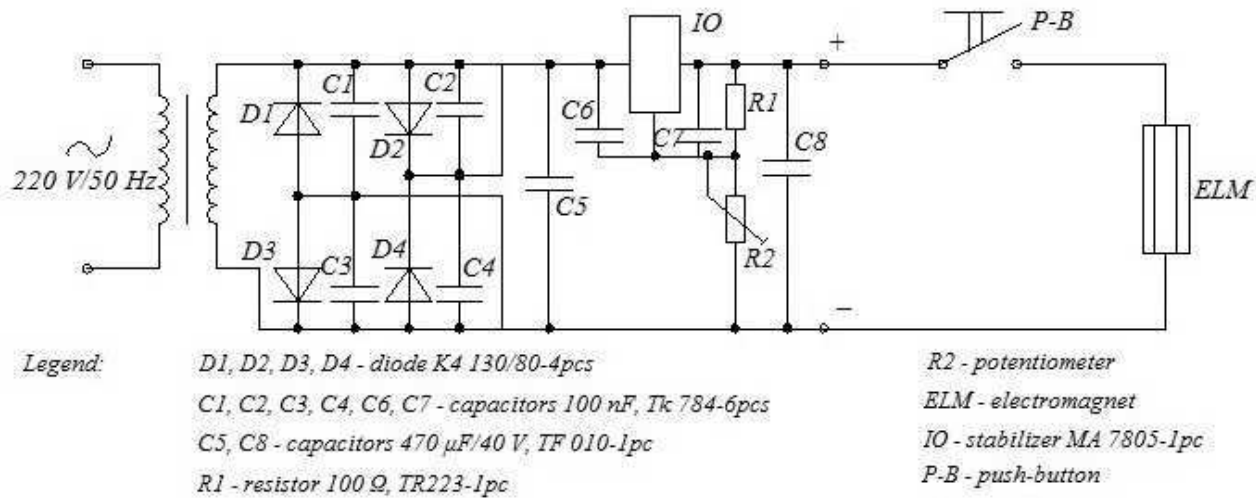 IO
P-B
+
C1
C2
D1
D2
C6
C7
R1
C8
220 V/50 Hz
C5
ELM
D3
C3
D4
C4
R2
−
Legend:
D1, D2, D3, D4 - diode K4 130/80-4pcs
C1, C2, C3, C4, C6, C7 - capacitors 100 nF, Tk 784-6pcs
C5, C8 - capacitors 470 µF/40 V, TF 010-1pc
R1 - resistor 100 Ω, TR223-1pc
R2 - potentiometer
ELM - electromagnet
IO - stabilizer MA 7805-1pc
P-B - push-button